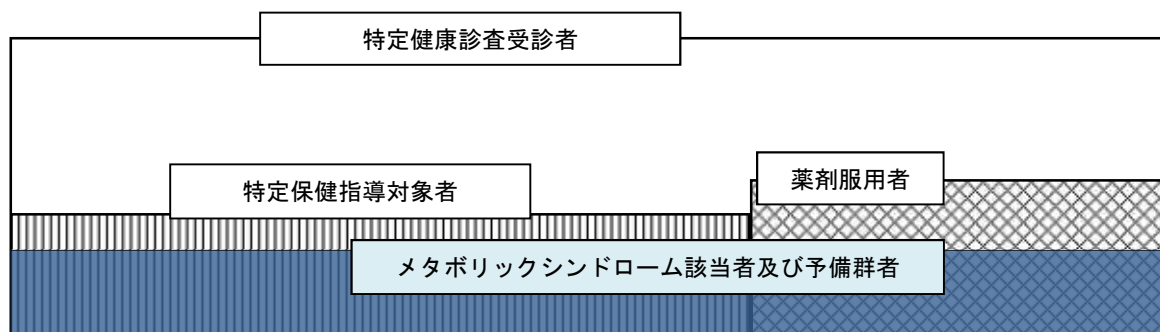 特定健康診査受診者
特定保健指導対象者
薬剤服用者
メタボリックシンドローム該当者及び予備群者